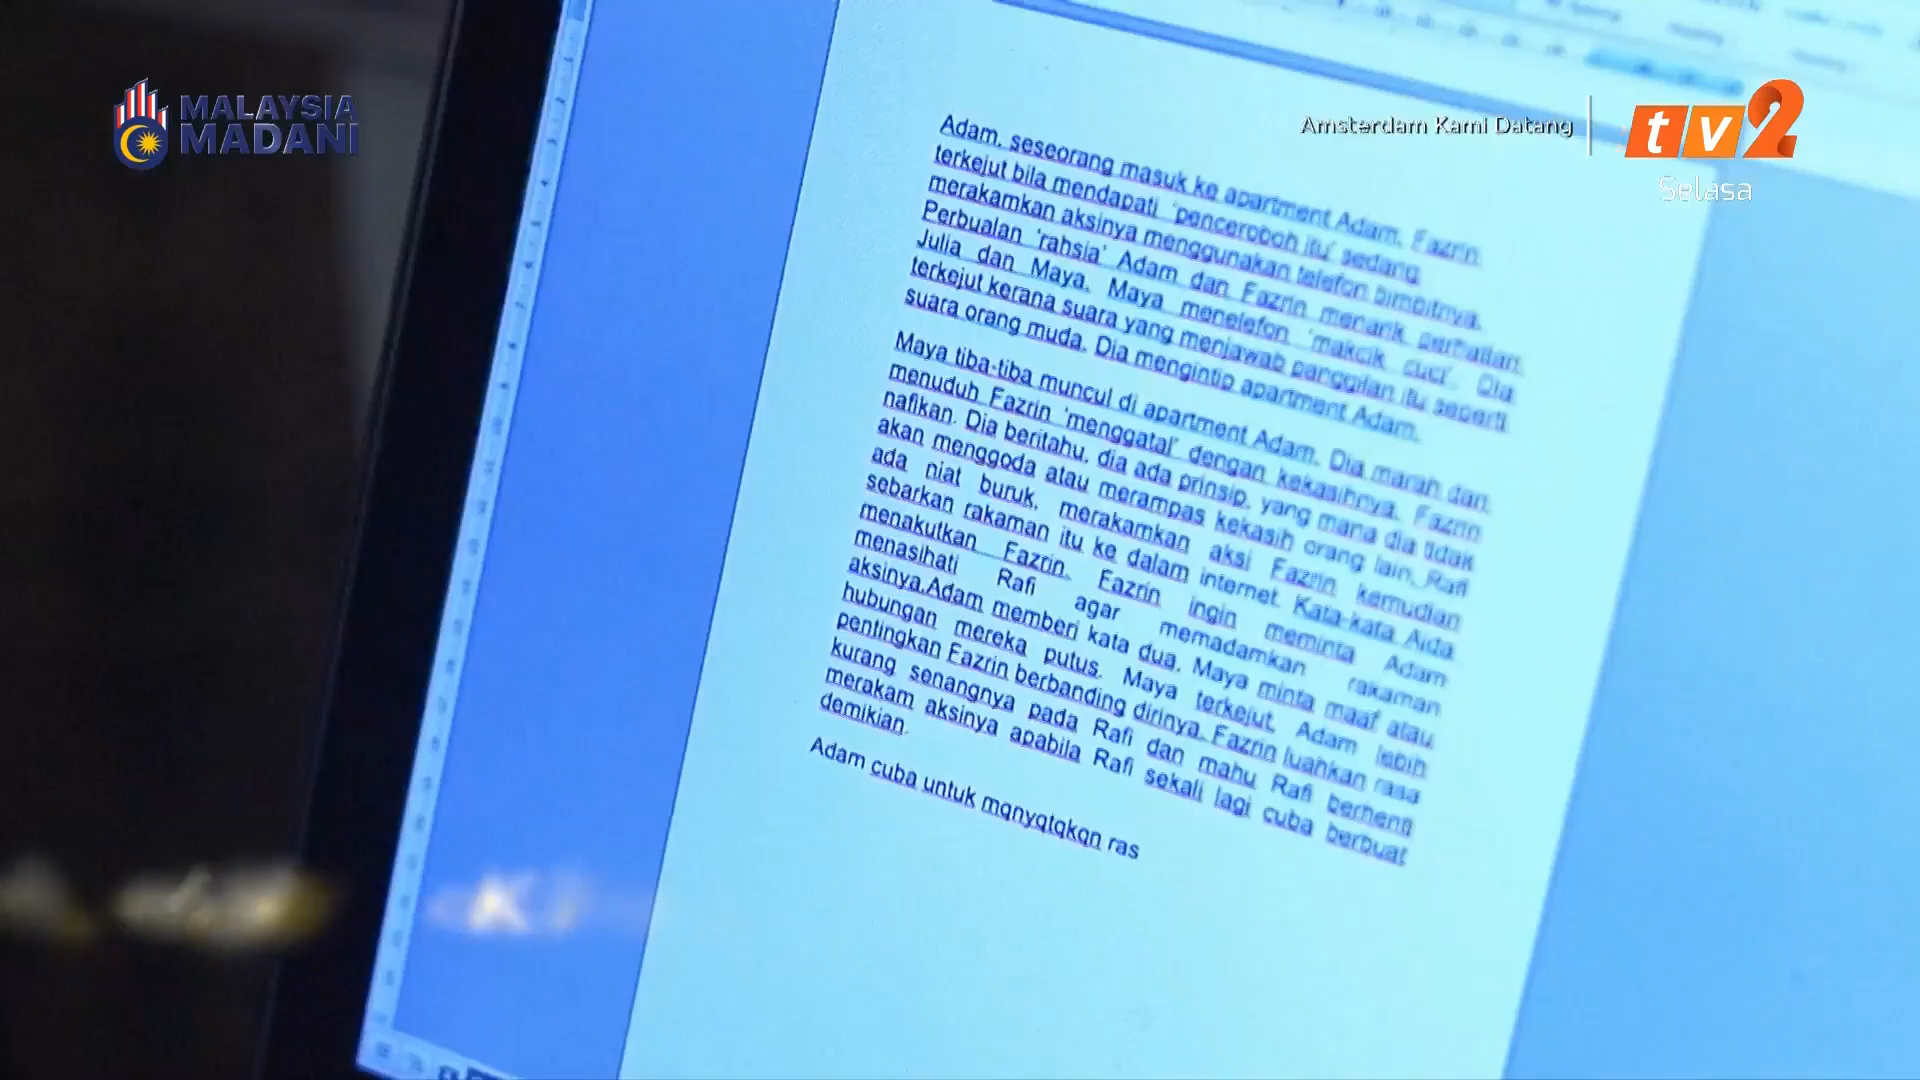 MALAYSIA
MADANI
Amsterdam Kami Datang
tv2
Selasa
Adam, seseorang masuk ke apartment Adam. Fazrin
terkejut bila mendapati 'penceroboh itu' sedang
merakamkan aksinya menggunakan telefon bimbitnya.
Perbualan 'rahsia' Adam dan Fazrin menarik perhatian
Julia dan Maya. Maya menelefon 'makcik cuci'. Dia
terkejut kerana suara yang menjawab panggilan itu seperti
suara orang muda. Dia mengintip apartment Adam.
Maya tiba-tiba muncul di apartment Adam. Dia marah dan
menuduh Fazrin 'menggatal' dengan kekasihnya. Fazrin
nafikan. Dia beritahu, dia ada prinsip, yang mana dia tidak
akan menggoda atau merampas kekasih orang lain. Rafi
ada niat buruk, merakamkan aksi Fazrin kemudian
sebarkan rakaman itu ke dalam internet. Kata-kata Aida
menakutkan Fazrin. Fazrin ingin meminta Adam
menasihati Rafi agar memadamkan rakaman
aksinya.Adam memberi kata dua, Maya minta maaf atau
hubungan mereka putus. Maya terkejut, Adam lebih
pentingkan Fazrin berbanding dirinya. Fazrin luahkan rasa
kurang senangnya pada Rafi dan mahu Rafi berhenti
merakam aksinya apabila Rafi sekali lagi cuba berbuat
demikian.
Adam cuba untuk mqnyqtqkqn ras